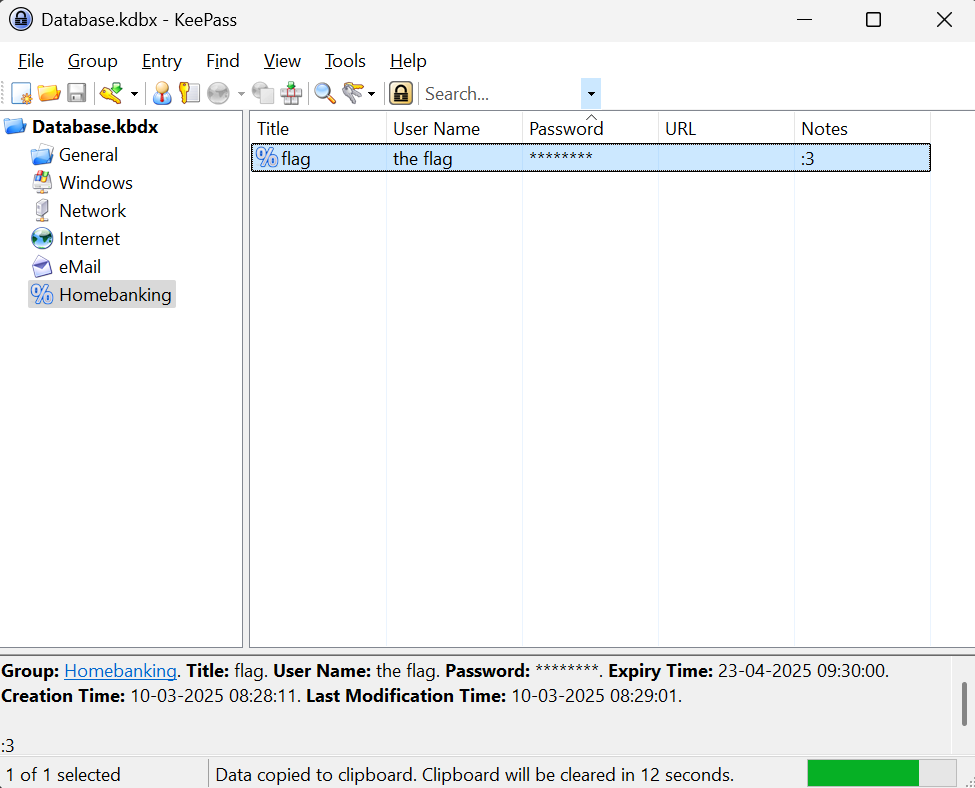 Database.kdbx - KeePass
File Group Entry Find View Tools Help
Search...
Database.kbdx
General
Windows
Network
Internet
eMail
Homebanking
Title User Name Password URL Notes
flag the flag ******** :3
Group: Homebanking. Title: flag. User Name: the flag. Password: ********. Expiry Time: 23-04-2025 09:30:00.
Creation Time: 10-03-2025 08:28:11. Last Modification Time: 10-03-2025 08:29:01.
:3
1 of 1 selected Data copied to clipboard. Clipboard will be cleared in 12 seconds.